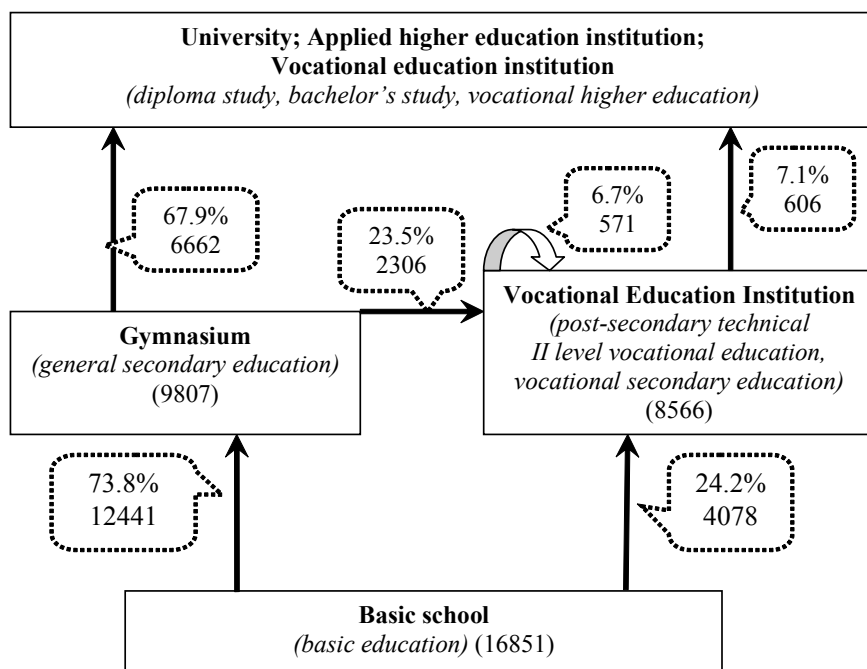 University; Applied higher education institution;
Vocational education institution
(diploma study, bachelor’s study, vocational higher education)
67.9%
6662
23.5%
2306
6.7%
571
7.1%
606
Gymnasium
(general secondary education)
(9807)
Vocational Education Institution
(post-secondary technical
II level vocational education,
vocational secondary education)
(8566)
73.8%
12441
24.2%
4078
Basic school
(basic education) (16851)